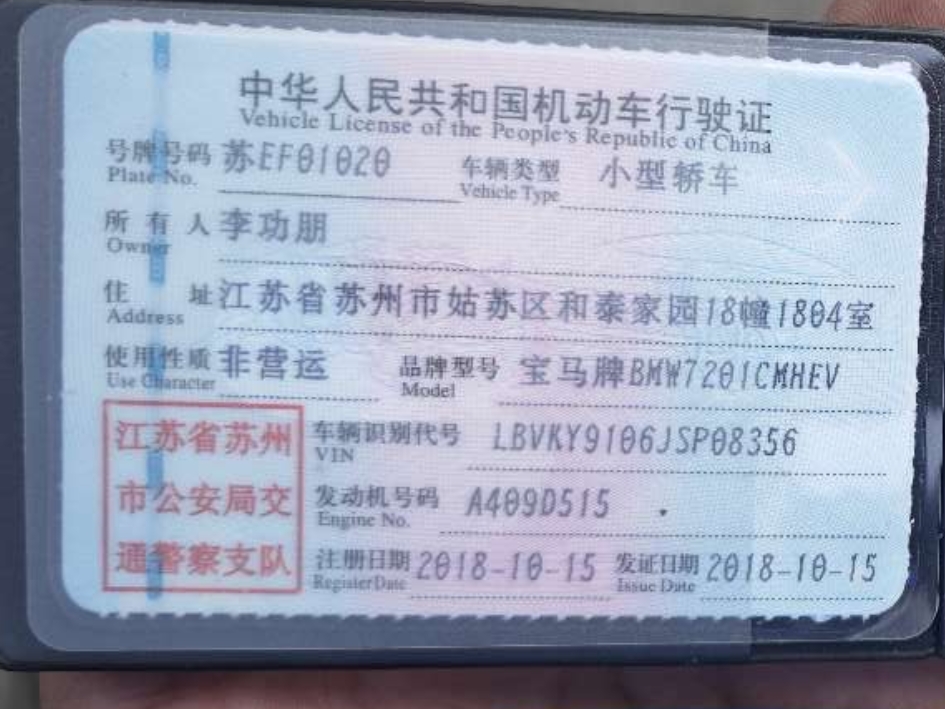 中华人民共和国机动车行驶证
Vehicle License of the People's Republic of China
号牌号码 苏EF01020 车辆类型 小型轿车
Plate No. Vehicle Type
所有人 李功朋
Owner
住址 江苏省苏州市姑苏区和泰家园18幢1804室
Address
使用性质 非营运 品牌型号 宝马牌BMW7201CMHEV
Use Character Model
江苏省苏州 车辆识别代号 LBVKY9106JSP08356
VIN
市公安局交 发动机号码 A409D515
Engine No.
通警察支队 注册日期 2018-10-15 发证日期 2018-10-15
Register Date Issue Date